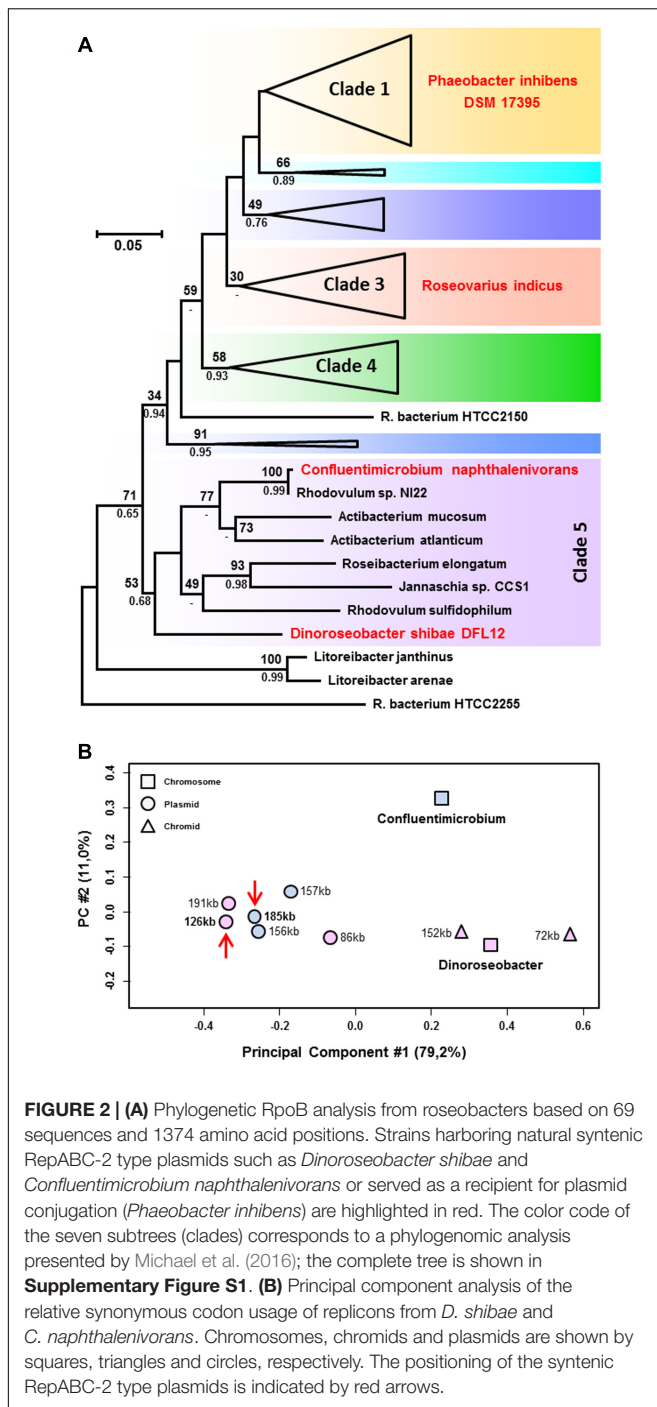 A
Clade 1
Phaeobacter inhibens
DSM 17395
66
0.89
49
0.76
0.05
30
-
Clade 3
Roseovarius indicus
59
-
58
0.93
Clade 4
34
0.94
R. bacterium HTCC2150
91
0.95
100
0.99
Confluentimicrobium naphthalenivorans
Rhodovulum sp. NI22
71
0.65
77
-
Actibacterium mucosum
73
Actibacterium atlanticum
Clade 5
93
0.98
Roseibacterium elongatum
53
0.68
49
-
Jannaschia sp. CCS1
Rhodovulum sulfidophilum
Dinoroseobacter shibae DFL12
100
0.99
Litoreibacter janthinus
Litoreibacter arenae
R. bacterium HTCC2255
B
Chromosome
Plasmid
Chromid
Confluentimicrobium
157kb
191kb
185kb
126kb
156kb
86kb
152kb
72kb
Dinoroseobacter
PC #2 (11,0%)
0.4
0.3
0.2
0.1
0.0
-0.1
-0.2
-0.4
-0.2
0.0
0.2
0.4
0.6
Principal Component #1 (79,2%)
FIGURE 2 | (A) Phylogenetic RpoB analysis from roseobacters based on 69
sequences and 1374 amino acid positions. Strains harboring natural syntenic
RepABC-2 type plasmids such as Dinoroseobacter shibae and
Confluentimicrobium naphthalenivorans or served as a recipient for plasmid
conjugation (Phaeobacter inhibens) are highlighted in red. The color code of
the seven subtrees (clades) corresponds to a phylogenomic analysis
presented by Michael et al. (2016); the complete tree is shown in
Supplementary Figure S1. (B) Principal component analysis of the
relative synonymous codon usage of replicons from D. shibae and
C. naphthalenivorans. Chromosomes, chromids and plasmids are shown by
squares, triangles and circles, respectively. The positioning of the syntenic
RepABC-2 type plasmids is indicated by red arrows.